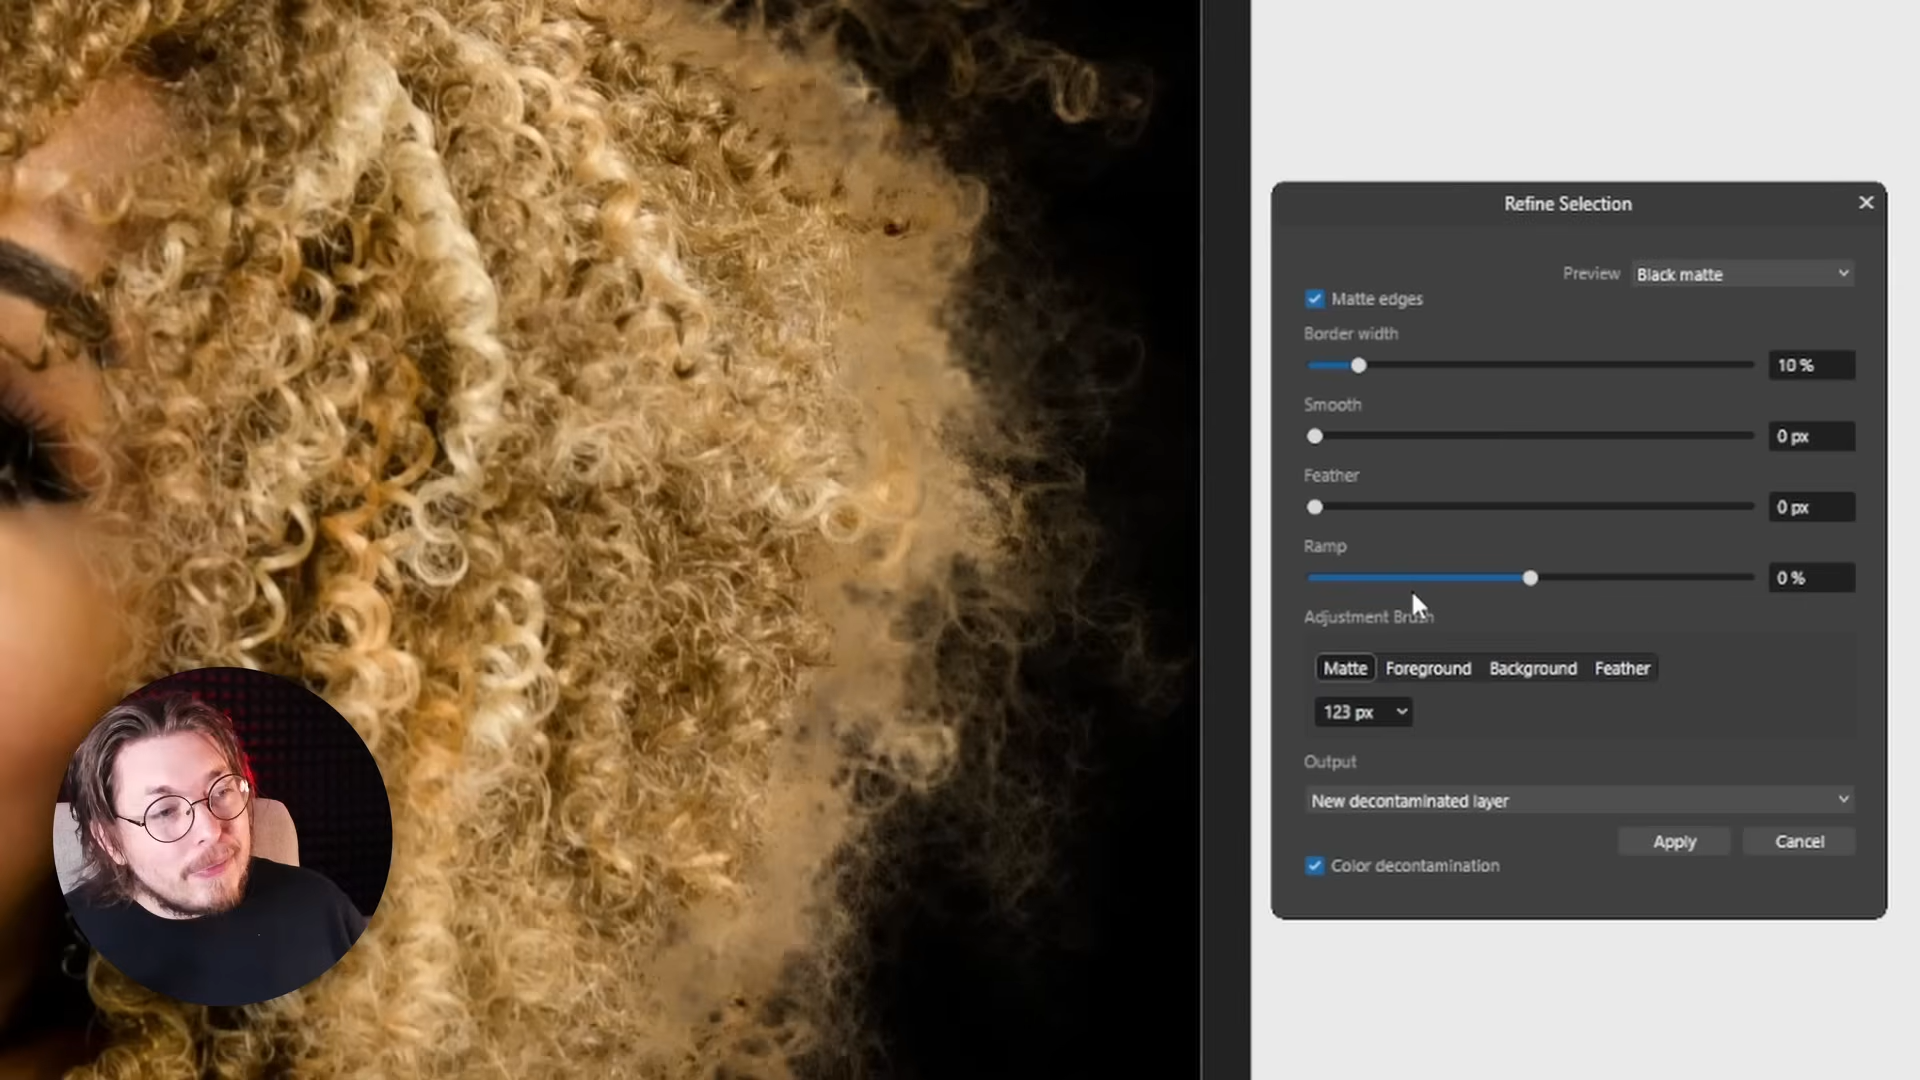 Refine Selection
Preview Black matte
Matte edges
Border width
10 %
Smooth
0 px
Feather
0 px
Ramp
0 %
Adjustment Brush
Matte Foreground Background Feather
123 px
Output
New decontaminated layer
Apply Cancel
Color decontamination